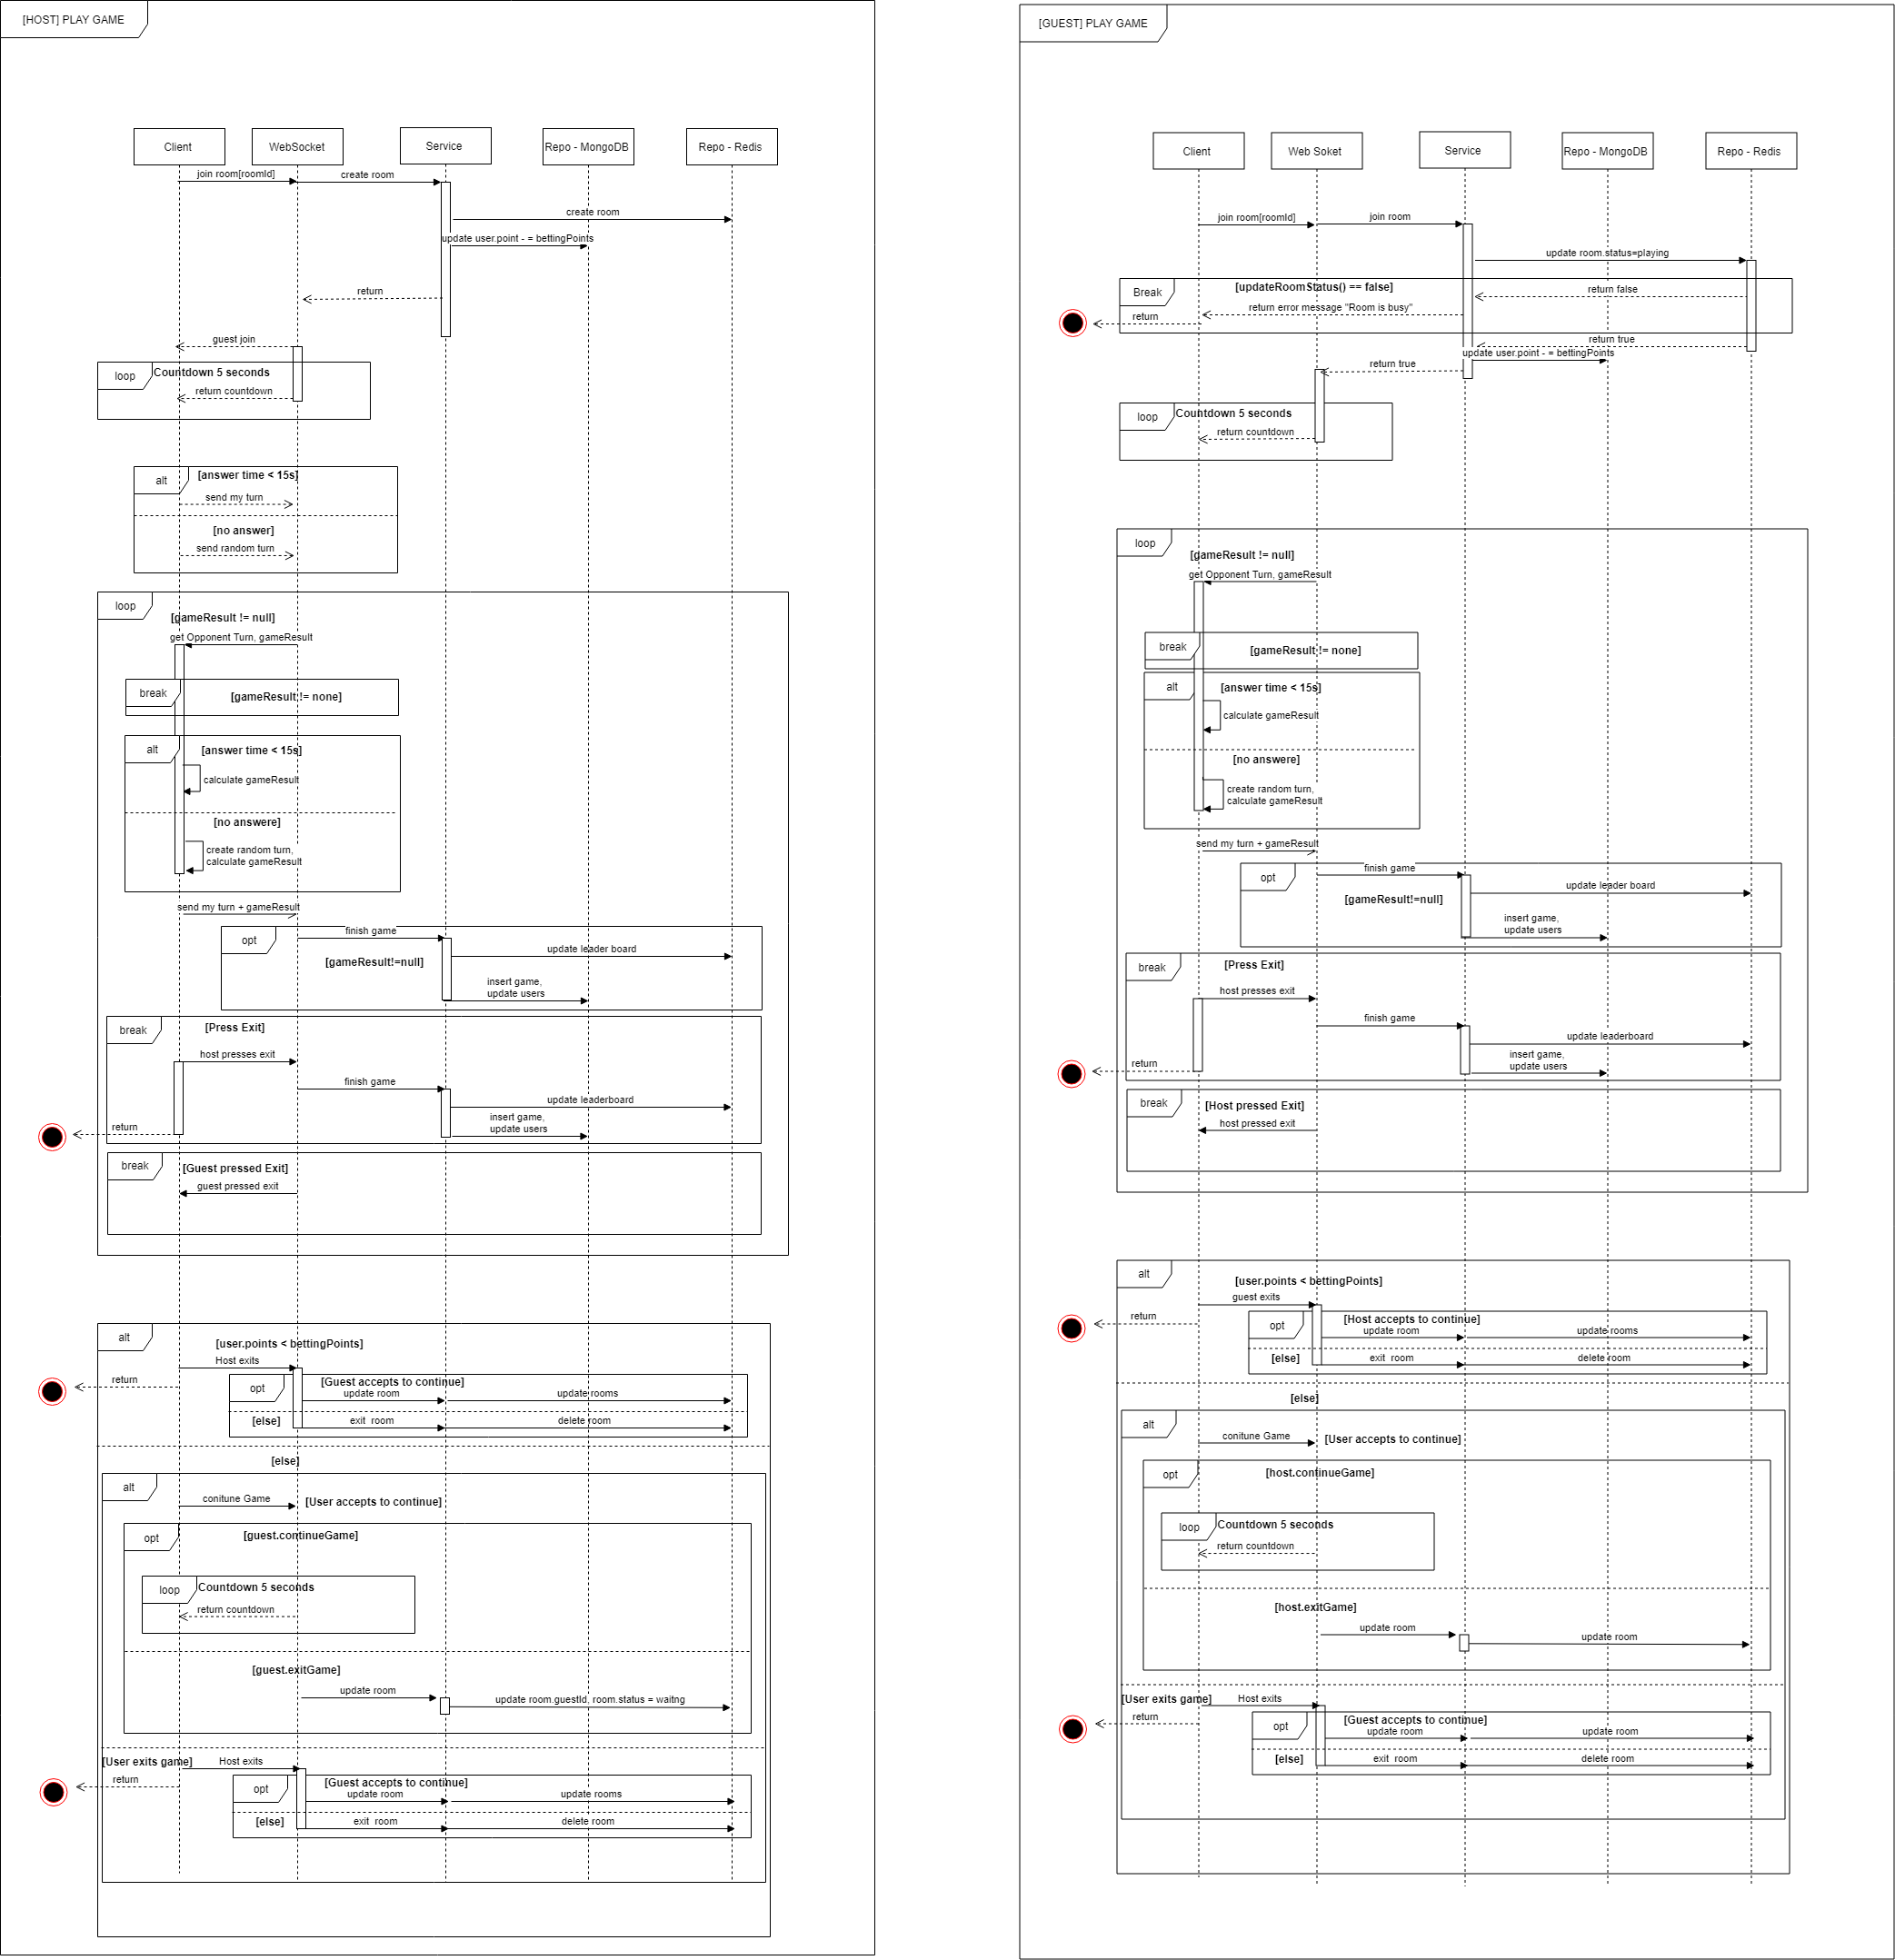 [HOST] PLAY GAME
Client
WebSocket
Service
Repo - MongoDB
Repo - Redis
join room[roomId]
create room
create room
update user.point - = bettingPoints
return
guest join
loop
Countdown 5 seconds
return countdown
alt
[answer time < 15s]
send my turn
[no answer]
send random turn
loop
[gameResult != null]
get Opponent Turn, gameResult
break
[gameResult != none]
alt
[answer time < 15s]
calculate gameResult
[no answere]
create random turn,
calculate gameResult
send my turn + gameResult
opt
finish game
[gameResult!=null]
update leader board
insert game,
update users
break
[Press Exit]
host presses exit
finish game
update leaderboard
insert game,
update users
return
break
[Guest pressed Exit]
guest pressed exit
alt
[user.points < bettingPoints]
Host exits
return
opt
[Guest accepts to continue]
update room
update rooms
[else]
exit  room
delete room
[else]
alt
conitune Game
[User accepts to continue]
opt
[guest.continueGame]
loop
Countdown 5 seconds
return countdown
[guest.exitGame]
update room
update room.guestId, room.status = waitng
[User exits game]
Host exits
return
opt
[Guest accepts to continue]
update room
update rooms
[else]
exit  room
delete room
[GUEST] PLAY GAME
Client
Web Soket
Service
Repo - MongoDB
Repo - Redis
join room[roomId]
join room
update room.status=playing
Break
[updateRoomStatus() == false]
return false
return error message "Room is busy"
return
return true
update user.point - = bettingPoints
return true
loop
Countdown 5 seconds
return countdown
loop
[gameResult != null]
get Opponent Turn, gameResult
break
[gameResult != none]
alt
[answer time < 15s]
calculate gameResult
[no answere]
create random turn,
calculate gameResult
send my turn + gameResult
opt
finish game
[gameResult!=null]
update leader board
insert game,
update users
break
[Press Exit]
host presses exit
finish game
update leaderboard
insert game,
update users
return
break
[Host pressed Exit]
host pressed exit
alt
[user.points < bettingPoints]
guest exits
return
opt
[Host accepts to continue]
update room
update rooms
[else]
exit  room
delete room
[else]
alt
conitune Game
[User accepts to continue]
opt
[host.continueGame]
loop
Countdown 5 seconds
return countdown
[host.exitGame]
update room
update room
[User exits game]
Host exits
return
opt
[Guest accepts to continue]
update room
update room
[else]
exit  room
delete room